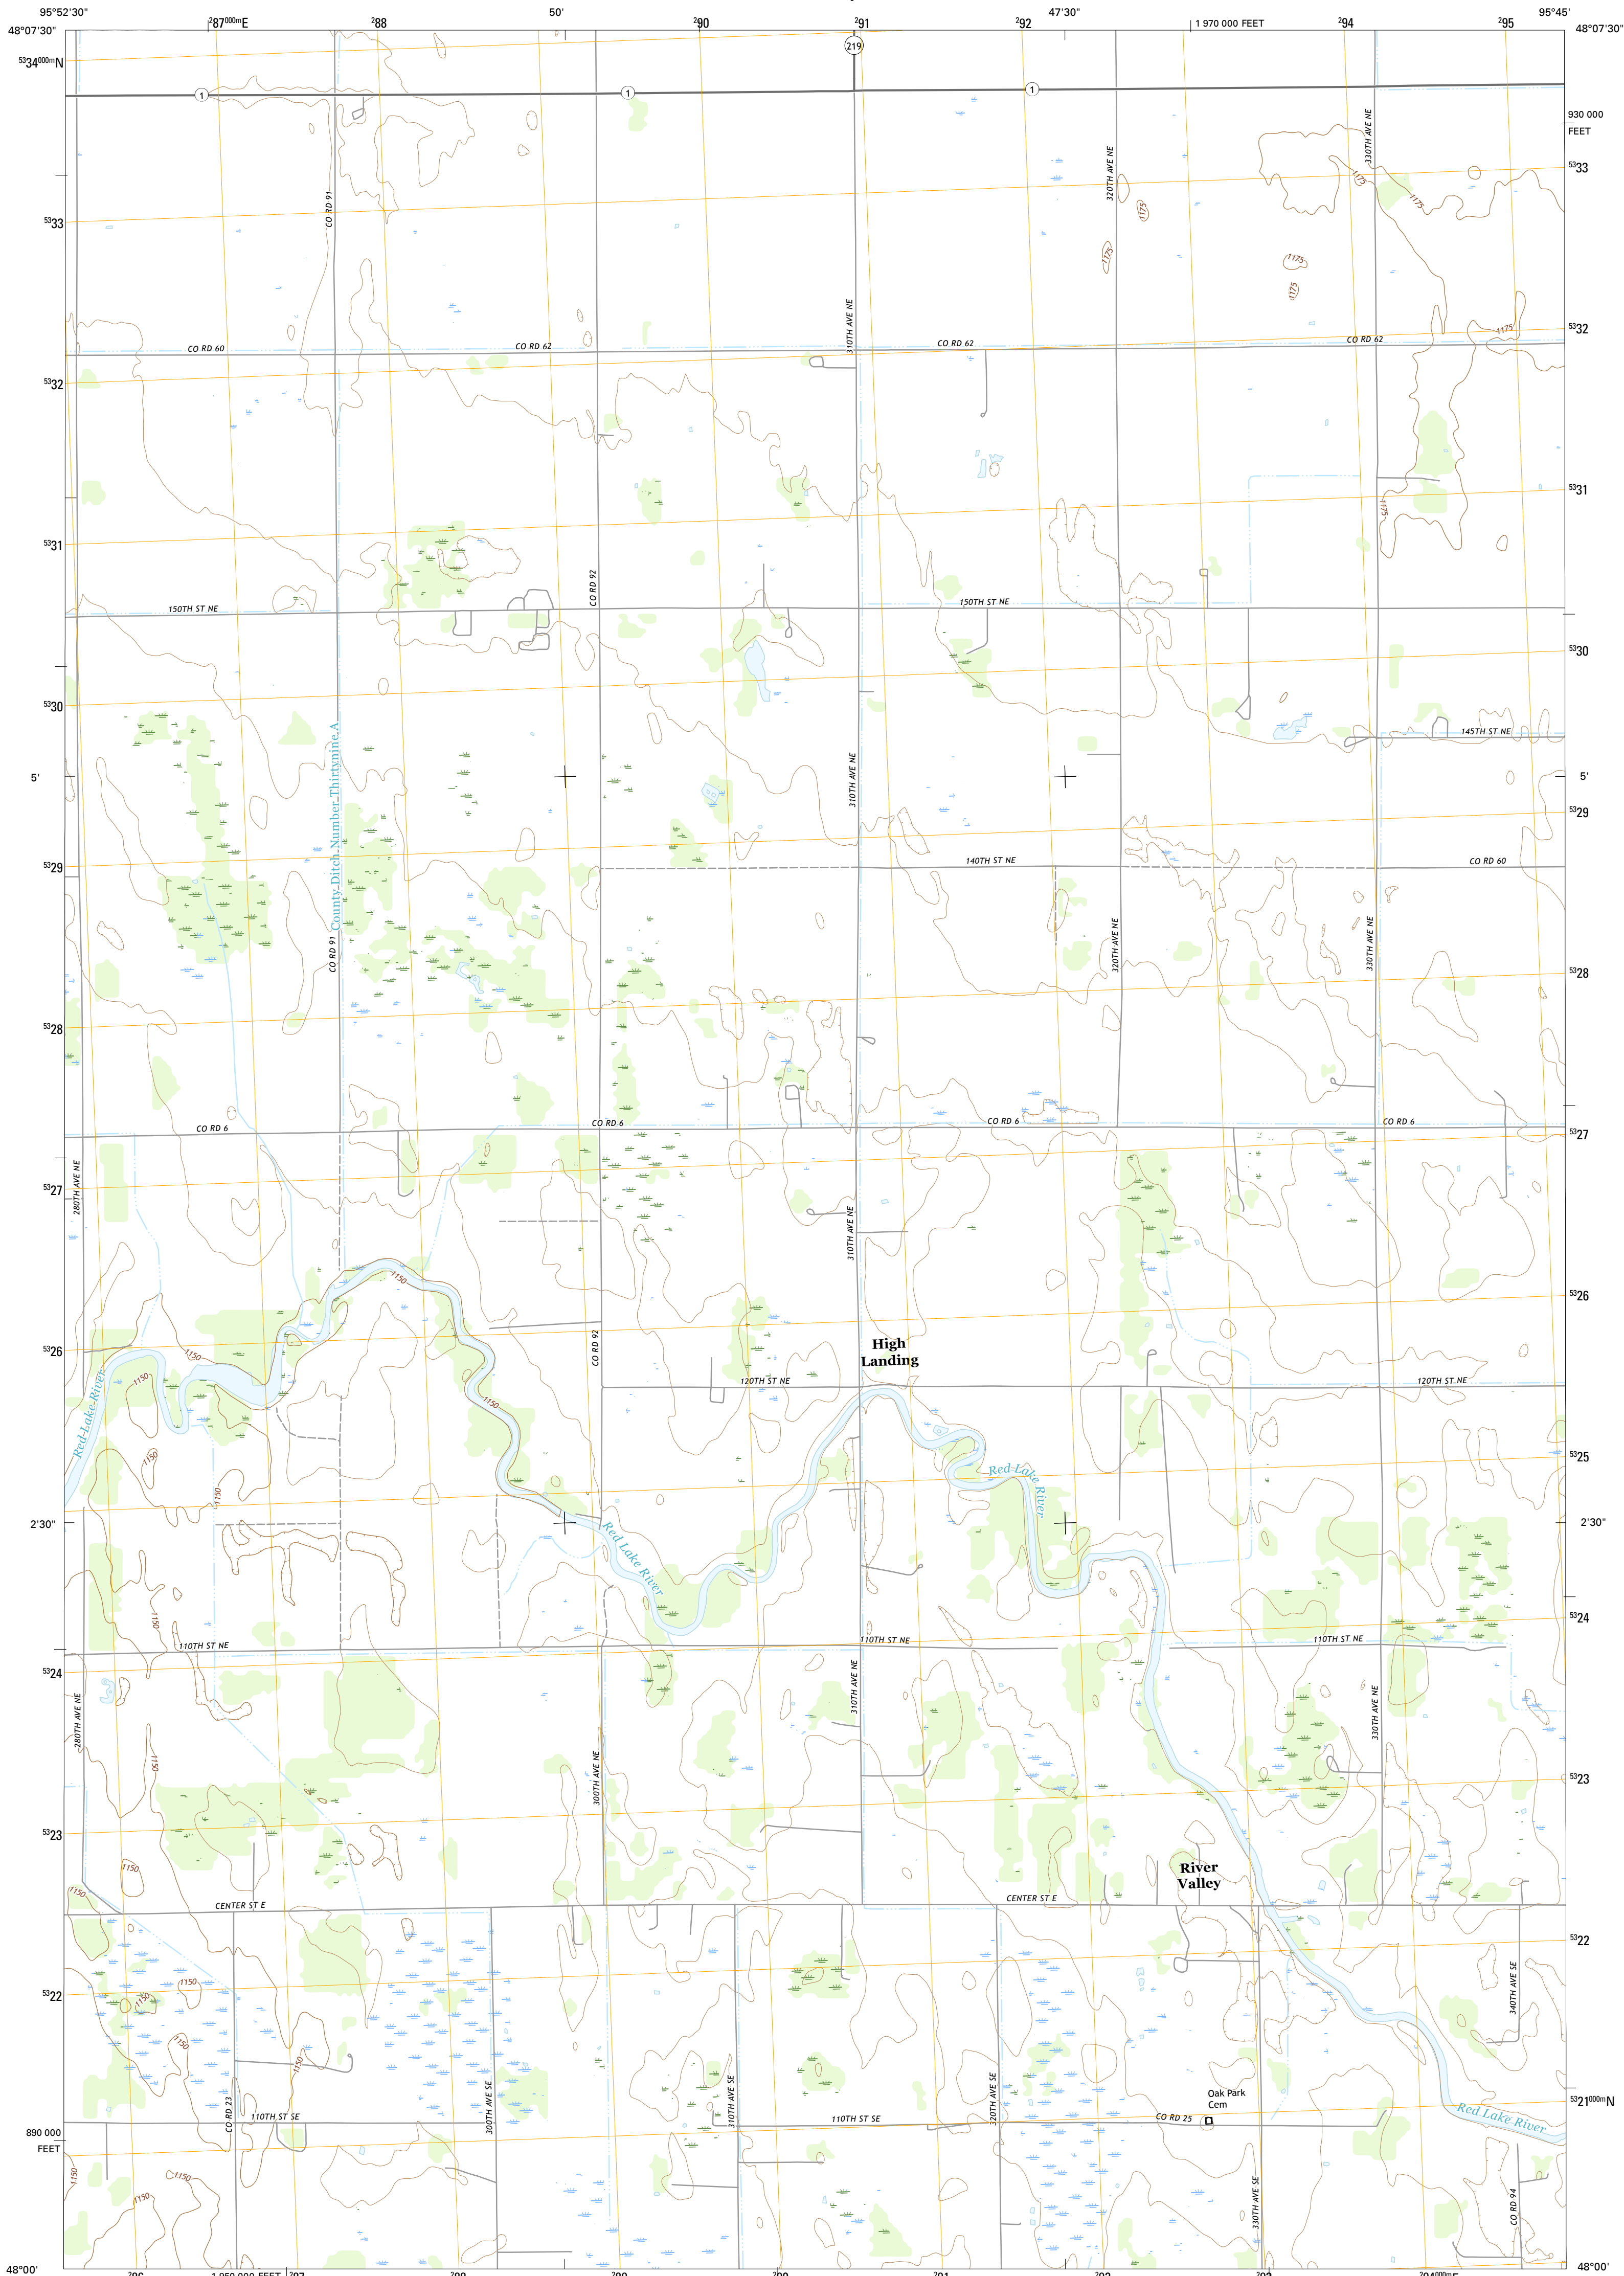 95°52'30"
²87⁰⁰⁰ᵐE
²88
50'
²90
²91
²92
47'30"
1 970 000 FEET
²94
²95
95°45'
48°07'30"
48°07'30"
⁵³34⁰⁰⁰ᵐN
219
1
1
1
930 000
FEET
330TH AVE NE
320TH AVE NE
1175
1175
⁵³33
CO RD 91
1175
⁵³33
1175
1175
1175
310TH AVE NE
1175
⁵³32
CO RD 60
CO RD 62
CO RD 62
CO RD 62
⁵³32
⁵³31
1175
⁵³31
CO RD 92
150TH ST NE
150TH ST NE
⁵³30
⁵³30
145TH ST NE
County Ditch Number Thirtynine A
5'
310TH AVE NE
5'
⁵³29
140TH ST NE
CO RD 60
⁵³29
CO RD 91
320TH AVE NE
330TH AVE NE
⁵³28
⁵³28
CO RD 6
CO RD 6
CO RD 6
CO RD 6
⁵³27
280TH AVE NE
⁵³27
310TH AVE NE
1150
⁵³26
CO RD 92
High
Landing
⁵³26
1150
1150
120TH ST NE
120TH ST NE
Red Lake River
1150
⁵³25
1150
1150
Red Lake
River
2'30"
Red Lake River
2'30"
1150
⁵³24
110TH ST NE
110TH ST NE
110TH ST NE
⁵³24
280TH AVE NE
310TH AVE NE
330TH AVE NE
1150
300TH AVE NE
⁵³23
⁵³23
1150
1150
River
Valley
CENTER ST E
CENTER ST E
⁵³22
1150
1150
⁵³22
340TH AVE SE
1150
1150
CO RD 23
300TH AVE SE
310TH AVE SE
320TH AVE SE
Oak Park
Cem
⁵³21⁰⁰⁰ᵐN
110TH ST SE
110TH ST SE
CO RD 25
Red Lake River
890 000
FEET
1150
1150
1150
330TH AVE SE
CO RD 94
48°00'
48°00'